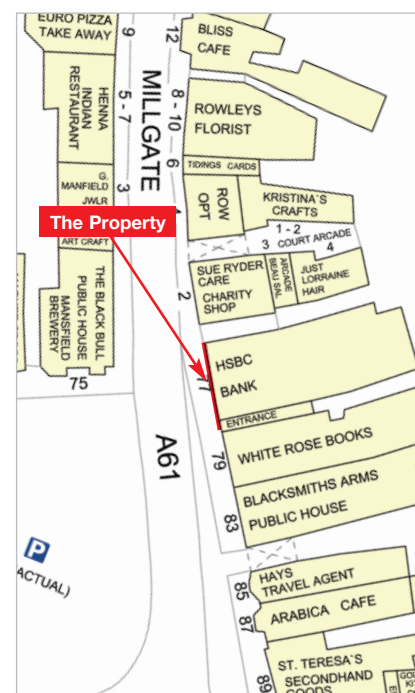 EURO PIZZA
TAKE AWAY
9
12
BLISS
CAFE
HENNA
INDIAN
RESTAURANT
5 - 7
MILLGATE
8 - 10
ROWLEYS
FLORIST
6
TIDINGS CARDS
G.
MANFIELD
JWLR
3
ROW
OPT
KRISTINA'S
CRAFTS
The Property
1 - 2
3 COURT ARCADE
4
ART CRAFT
THE BLACK BULL
PUBLIC HOUSE
MANSFIELD
BREWERY
2
SUE RYDER
CARE
CHARITY
SHOP
ARCADE
BEAU SAL
JUST
LORRAINE
HAIR
75
77
HSBC
BANK
ENTRANCE
A61
79
WHITE ROSE BOOKS
83
BLACKSMITHS ARMS
PUBLIC HOUSE
P
ACTUAL)
85
HAYS
TRAVEL AGENT
87
ARABICA CAFE
89
ST. TERESA`S
SECONDHAND
GOODS